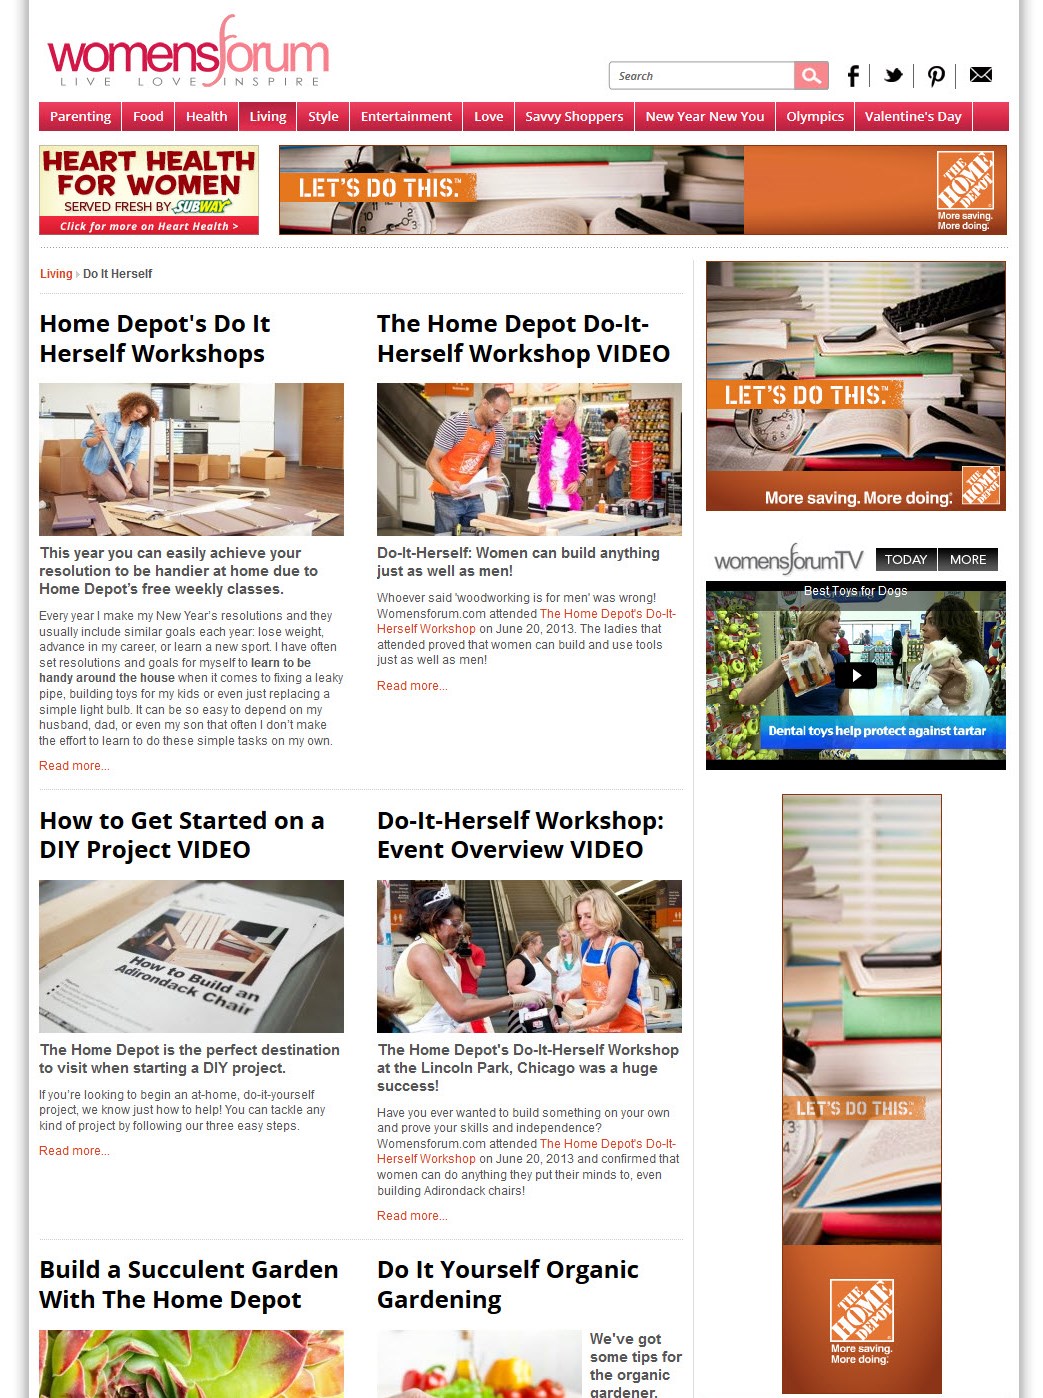 womensforum
LIVE LOVE INSPIRE
Search
Parenting Food Health Living Style Entertainment Love Savvy Shoppers New Year New You Olympics Valentine's Day
HEART HEALTH
FOR WOMEN
SERVED FRESH BY SUBWAY
Click for more on Heart Health >
LET'S DO THIS.™
THE HOME DEPOT
More saving.
More doing.
Living Do It Herself
Home Depot's Do It
Herself Workshops
This year you can easily achieve your
resolution to be handier at home due to
Home Depot's free weekly classes.
Every year I make my New Year's resolutions and they
usually include similar goals each year: lose weight,
advance in my career, or learn a new sport. I have often
set resolutions and goals for myself to learn to be
handy around the house when it comes to fixing a leaky
pipe, building toys for my kids or even just replacing a
simple light bulb. It can be so easy to depend on my
husband, dad, or even my son that often I don't make
the effort to learn to do these simple tasks on my own.
Read more...
The Home Depot Do-It-
Herself Workshop VIDEO
Do-It-Herself: Women can build anything
just as well as men!
Whoever said 'woodworking is for men' was wrong!
Womensforum.com attended The Home Depot's Do-It-
Herself Workshop on June 20, 2013. The ladies that
attended proved that women can build and use tools
just as well as men!
Read more...
How to Get Started on a
DIY Project VIDEO
How to Build an
Adirondack Chair
The Home Depot is the perfect destination
to visit when starting a DIY project.
If you're looking to begin an at-home, do-it-yourself
project, we know just how to help! You can tackle any
kind of project by following our three easy steps.
Read more...
Do-It-Herself Workshop:
Event Overview VIDEO
The Home Depot's Do-It-Herself Workshop
at the Lincoln Park, Chicago was a huge
success!
Have you ever wanted to build something on your own
and prove your skills and independence?
Womensforum.com attended The Home Depot's Do-It-
Herself Workshop on June 20, 2013 and confirmed that
women can do anything they put their minds to, even
building Adirondack chairs!
Read more...
Build a Succulent Garden
With The Home Depot
Do It Yourself Organic
Gardening
We've got
some tips for
the organic
gardener.
LET'S DO THIS.™
More saving. More doing.
THE HOME DEPOT
womensforumTV TODAY MORE
Best Toys for Dogs
Dental toys help protect against tartar
LET'S DO THIS.™
THE HOME DEPOT
More saving.
More doing.